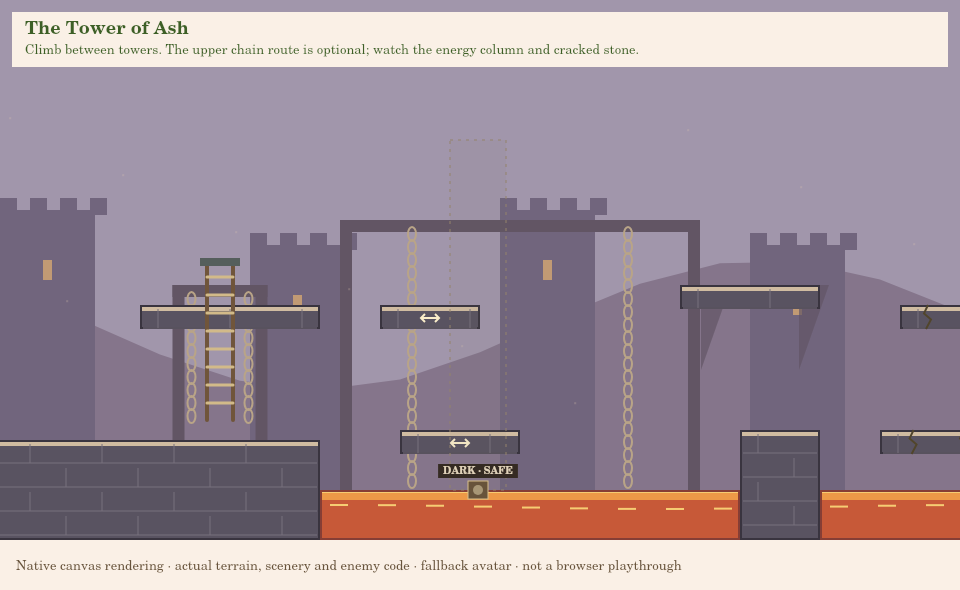 The Tower of Ash
Climb between towers. The upper chain route is optional; watch the energy column and cracked stone.
DARK · SAFE
Native canvas rendering · actual terrain, scenery and enemy code · fallback avatar · not a browser playthrough